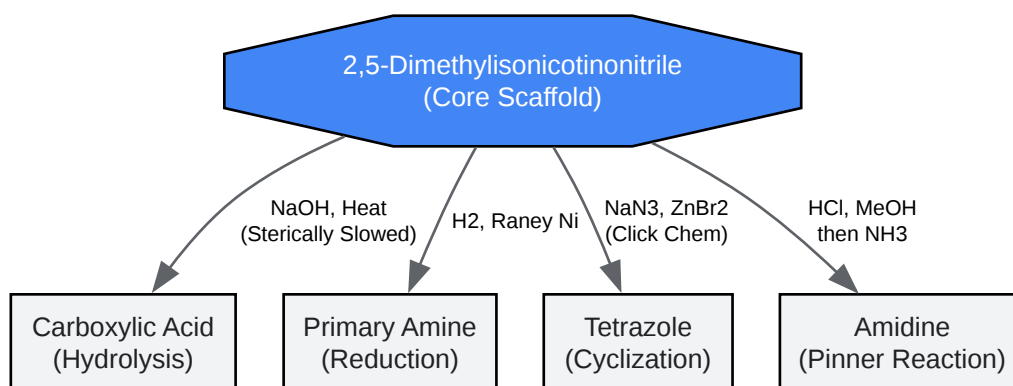 2,5-Dimethylisonicotinonitrile
(Core Scaffold)
NaOH, Heat
(Sterically Slowed)
H2, Raney Ni
NaN3, ZnBr2
(Click Chem)
HCl, MeOH
then NH3
Carboxylic Acid
(Hydrolysis)
Primary Amine
(Reduction)
Tetrazole
(Cyclization)
Amidine
(Pinner Reaction)